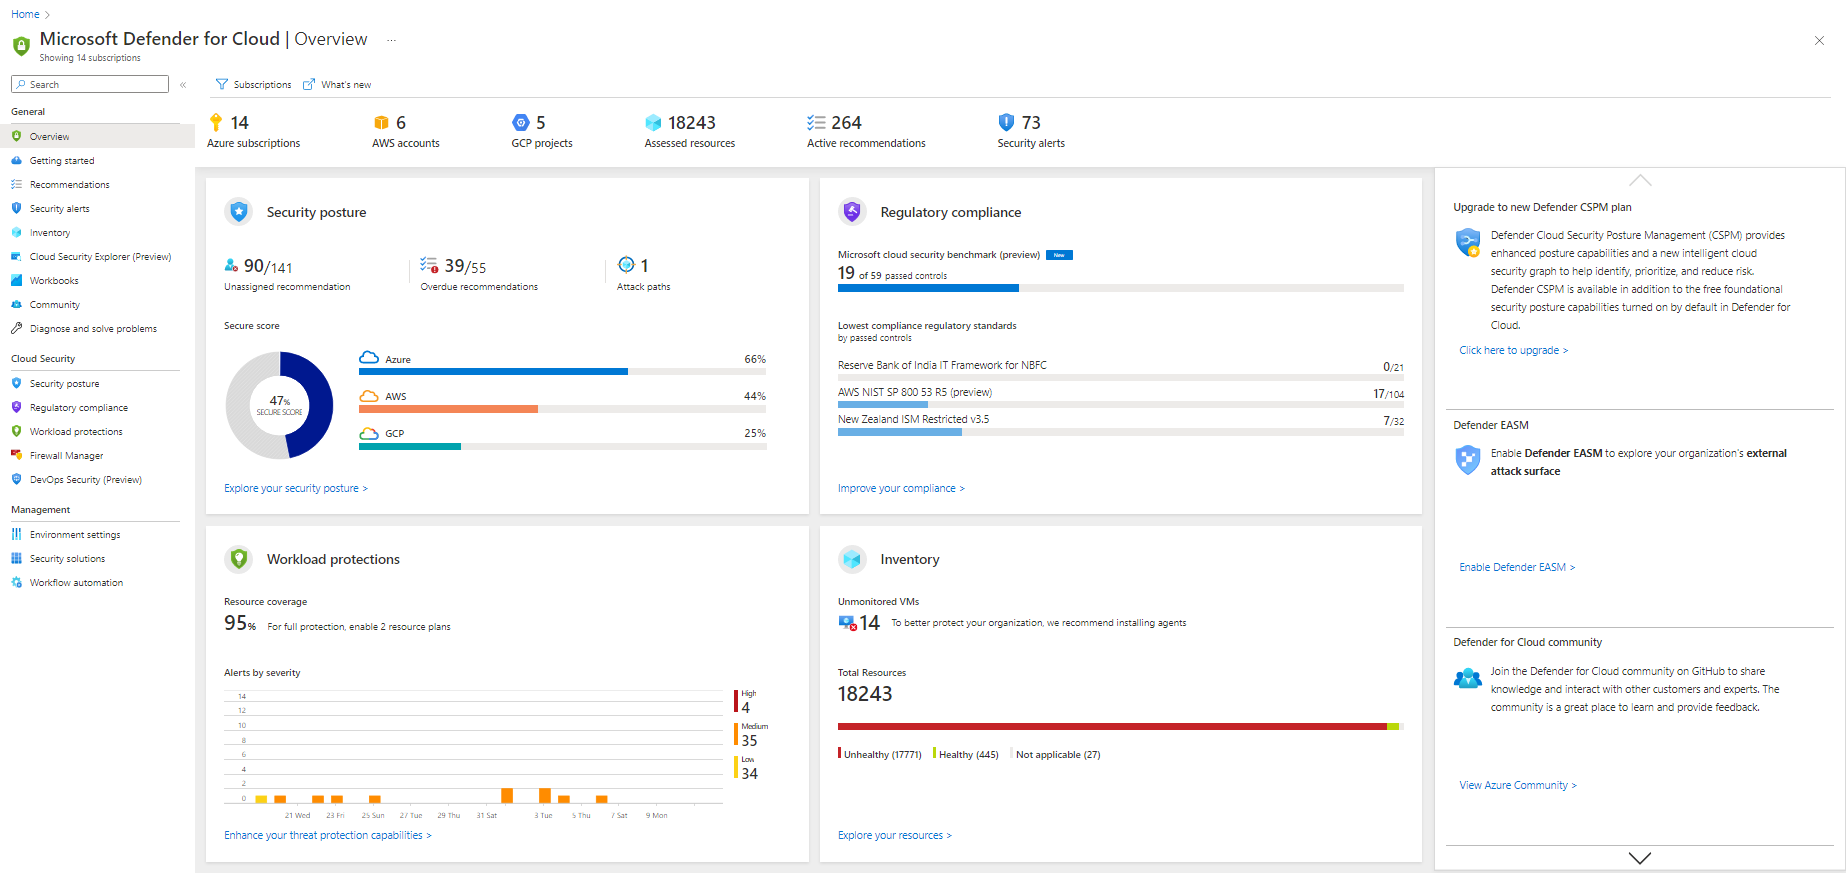 Home >
Microsoft Defender for Cloud | Overview ...
Showing 14 subscriptions
Search
«
Subscriptions
What's new
General
Overview
Getting started
Recommendations
Security alerts
Inventory
Cloud Security Explorer (Preview)
Workbooks
Community
Diagnose and solve problems
Cloud Security
Security posture
Regulatory compliance
Workload protections
Firewall Manager
DevOps Security (Preview)
Management
Environment settings
Security solutions
Workflow automation
14
Azure subscriptions
6
AWS accounts
5
GCP projects
18243
Assessed resources
264
Active recommendations
73
Security alerts
Security posture
90/141
Unassigned recommendation
39/55
Overdue recommendations
1
Attack paths
Secure score
47%
SECURE SCORE
Azure 66%
AWS 44%
GCP 25%
Explore your security posture >
Regulatory compliance
Microsoft cloud security benchmark (preview) New
19 of 59 passed controls
Lowest compliance regulatory standards
by passed controls
Reserve Bank of India IT Framework for NBFC 0/21
AWS NIST SP 800 53 R5 (preview) 17/104
New Zealand ISM Restricted v3.5 7/32
Improve your compliance >
Workload protections
Resource coverage
95% For full protection, enable 2 resource plans
Alerts by severity
14
12
10
8
6
4
2
0
21 Wed 23 Fri 25 Sun 27 Tue 29 Thu 31 Sat 3 Tue 5 Thu 7 Sat 9 Mon
High
4
Medium
35
Low
34
Enhance your threat protection capabilities >
Inventory
Unmonitored VMs
14 To better protect your organization, we recommend installing agents
Total Resources
18243
Unhealthy (17771) Healthy (445) Not applicable (27)
Explore your resources >
Upgrade to new Defender CSPM plan
Defender Cloud Security Posture Management (CSPM) provides
enhanced posture capabilities and a new intelligent cloud
security graph to help identify, prioritize, and reduce risk.
Defender CSPM is available in addition to the free foundational
security posture capabilities turned on by default in Defender for
Cloud.
Click here to upgrade >
Defender EASM
Enable Defender EASM to explore your organization's external
attack surface
Enable Defender EASM >
Defender for Cloud community
Join the Defender for Cloud community on GitHub to share
knowledge and interact with other customers and experts. The
community is a great place to learn and provide feedback.
View Azure Community >